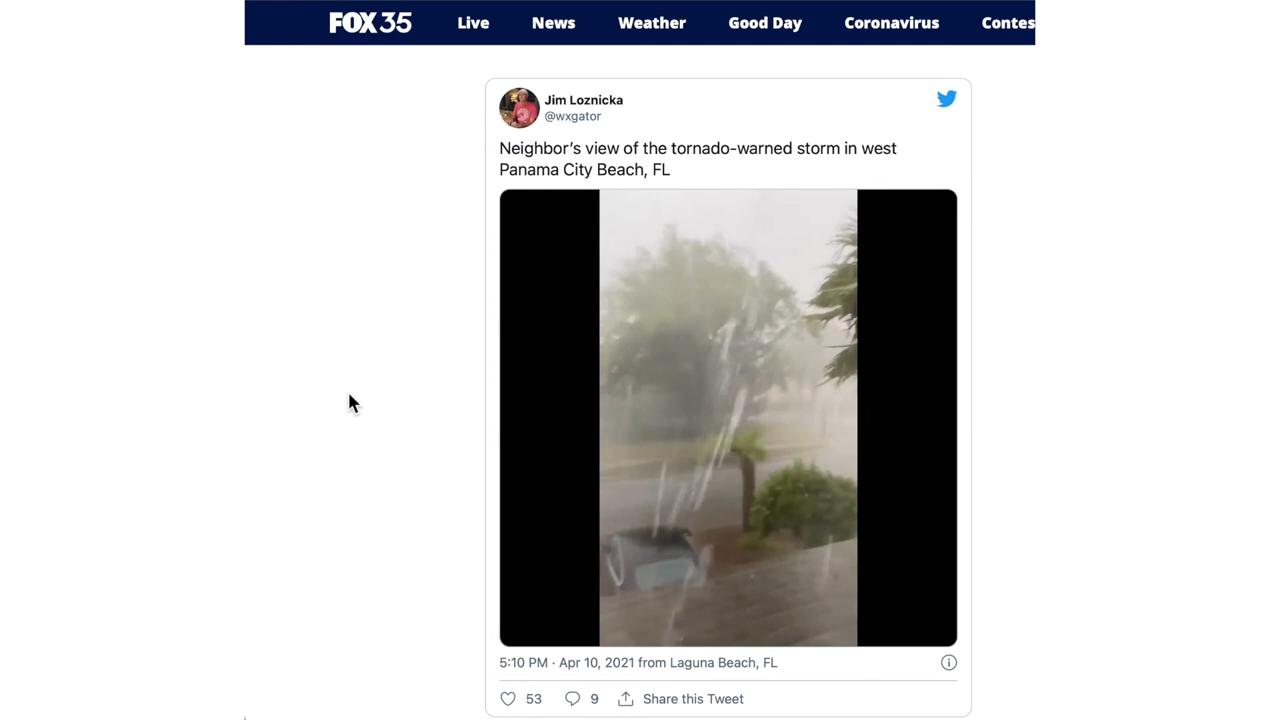 FOX 35 Live News Weather Good Day Coronavirus Contes
Jim Loznicka
@wxgator
Neighbor's view of the tornado-warned storm in west
Panama City Beach, FL
5:10 PM · Apr 10, 2021 from Laguna Beach, FL
53 9 Share this Tweet